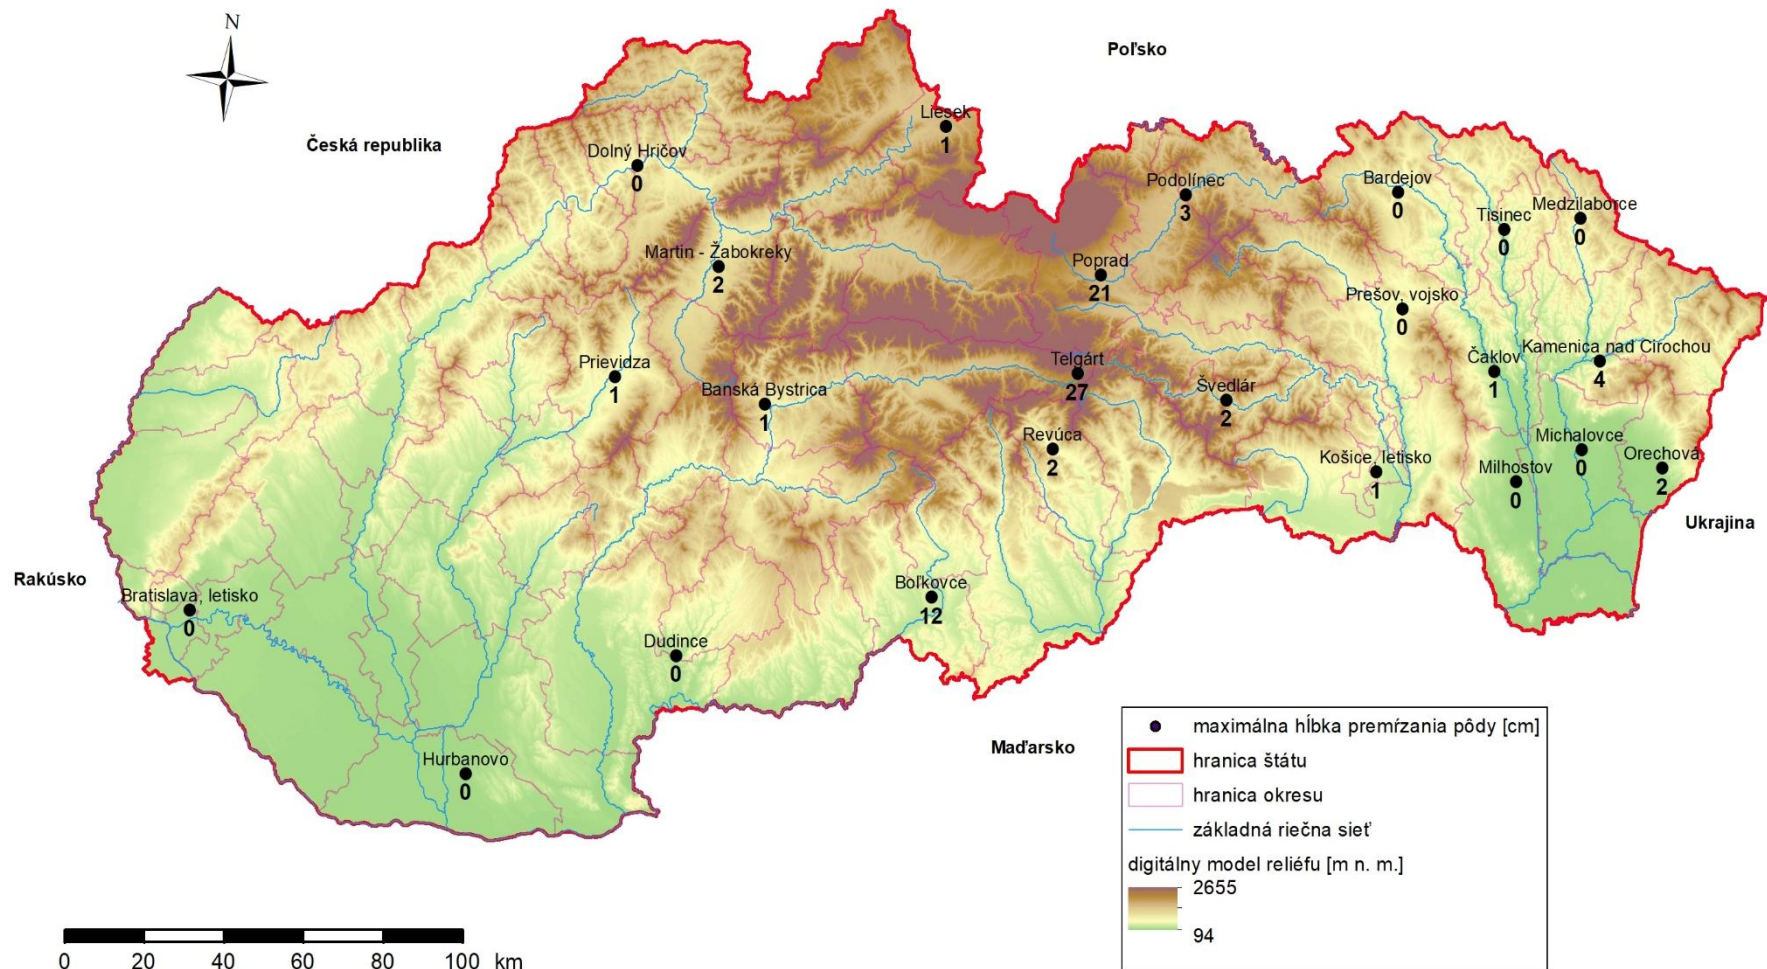 N
Poľsko
Česká republika
Liesek
1
Dolný Hričov
0
Podolínec
3
Bardejov
0
Tisinec
0
Medzilaborce
0
Martin - Žabokreky
2
Poprad
21
Prešov, vojsko
0
Prievidza
1
Banská Bystrica
1
Telgárt
27
Švedlár
2
Čaklov
1
Kamenica nad Cirochou
4
Revúca
2
Košice, letisko
1
Milhostov
0
Michalovce
0
Orechová
2
Ukrajina
Rakúsko
Bratislava, letisko
0
Boľkovce
12
Dudince
0
Hurbanovo
0
Maďarsko
maximálna hĺbka premŕzania pôdy [cm]
hranica štátu
hranica okresu
základná riečna sieť
digitálny model reliéfu [m n. m.]
2655
94
0 20 40 60 80 100 km